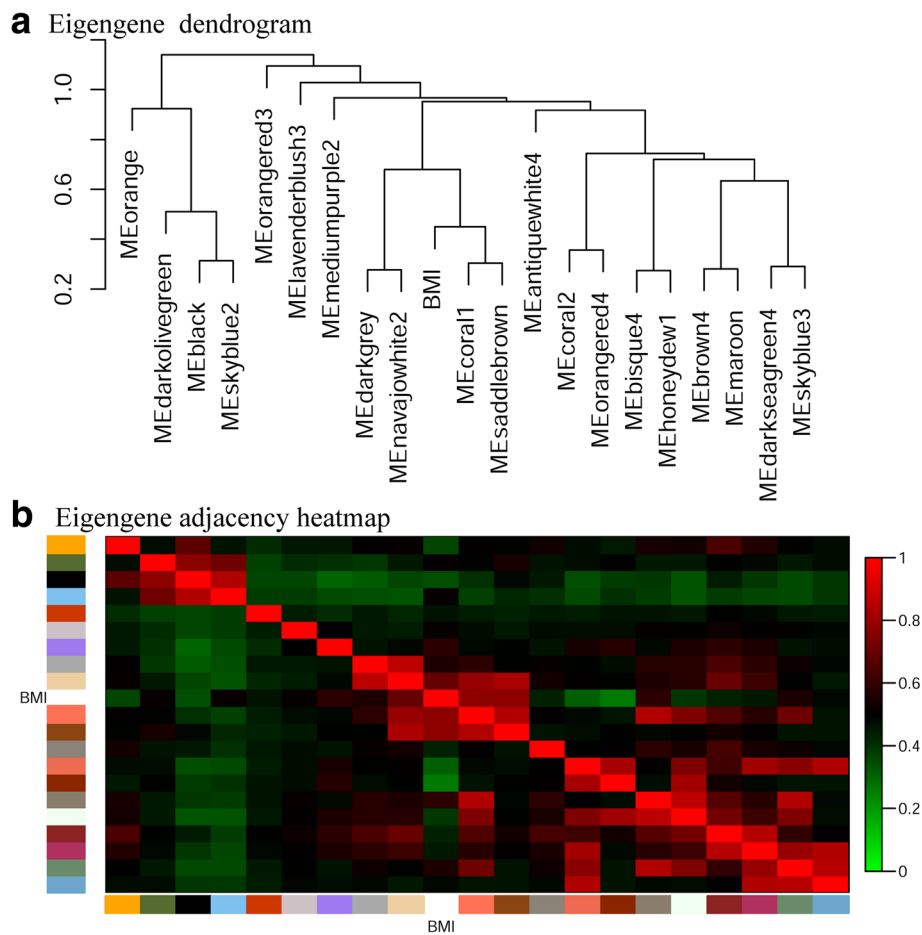 a Eigengene dendrogram
1.0
0.6
0.2
MEorange
MEdarkolivegreen
MEblack
MEskyblue2
MEorangered3
MElavenderblush3
MEmediumpurple2
MEdarkgrey
MEnavajowhite2
BMI
MEcoral1
MEsaddlebrown
MEantiquewhite4
MEcoral2
MEorangered4
MEbisque4
MEhoneydew1
MEbrown4
MEmaroon
MEdarkseagreen4
MEskyblue3
b Eigengene adjacency heatmap
BMI
1
0.8
0.6
0.4
0.2
0
BMI